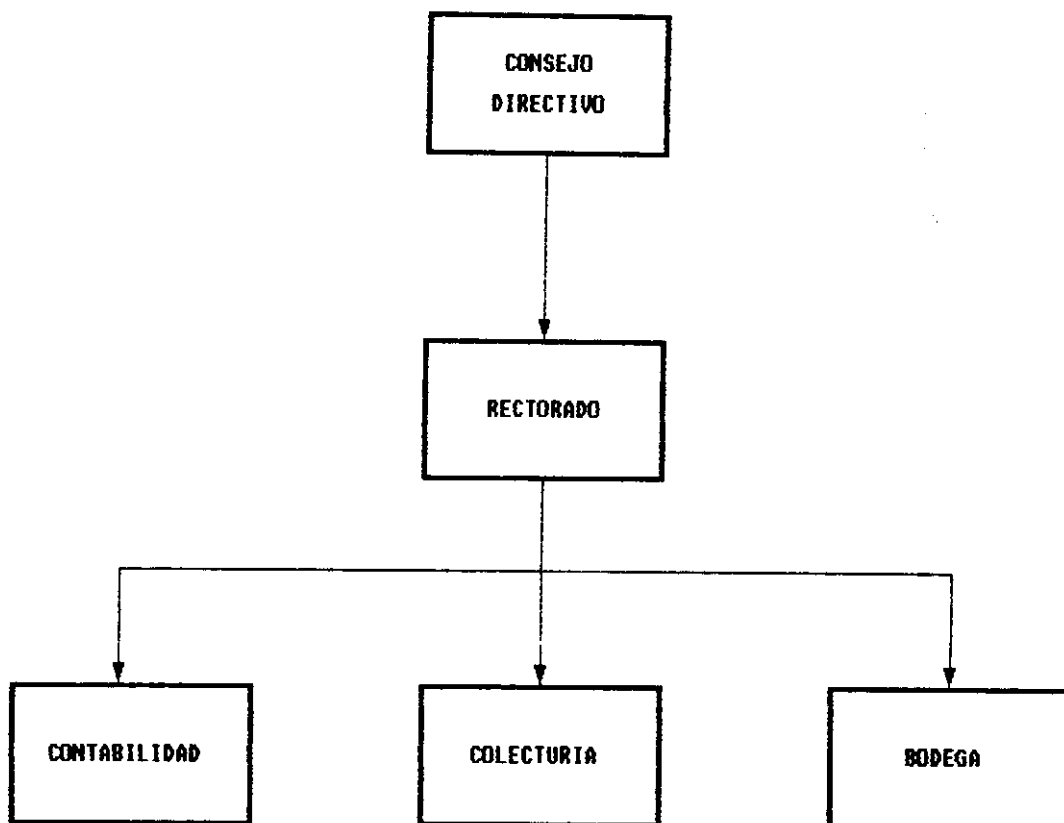 CONSEJO
DIRECTIVO
RECTORADO
CONTABILIDAD
COLECTURIA
BODEGA